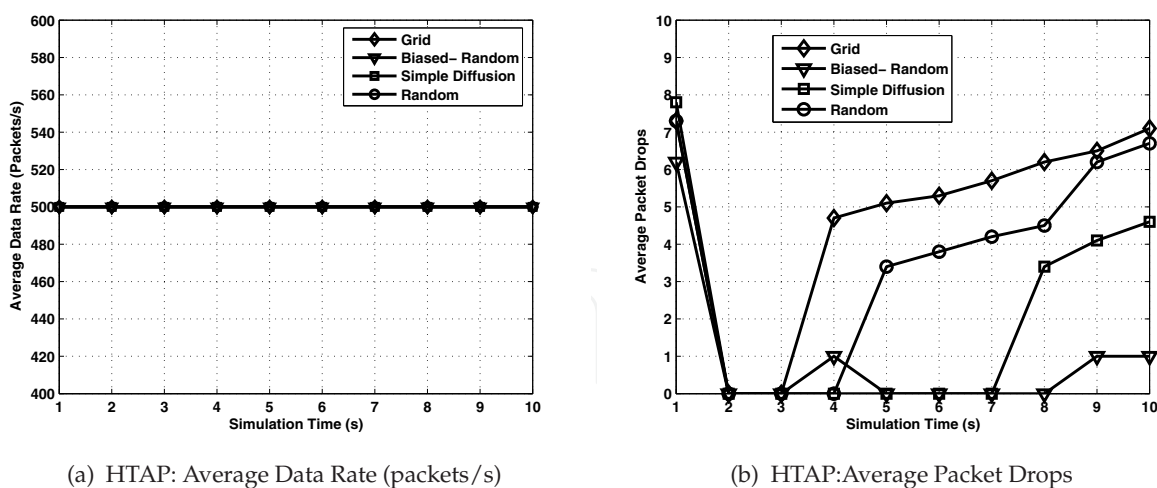 600
580
560
540
520
500
480
460
440
420
400
Average Data Rate (Packets/s)
Grid
Biased- Random
Simple Diffusion
Random
1 2 3 4 5 6 7 8 9 10
Simulation Time (s)
(a) HTAP: Average Data Rate (packets/s)
10
9
8
7
6
5
4
3
2
1
0
Average Packet Drops
Grid
Biased- Random
Simple Diffusion
Random
1 2 3 4 5 6 7 8 9 10
Simulation Time (s)
(b) HTAP:Average Packet Drops